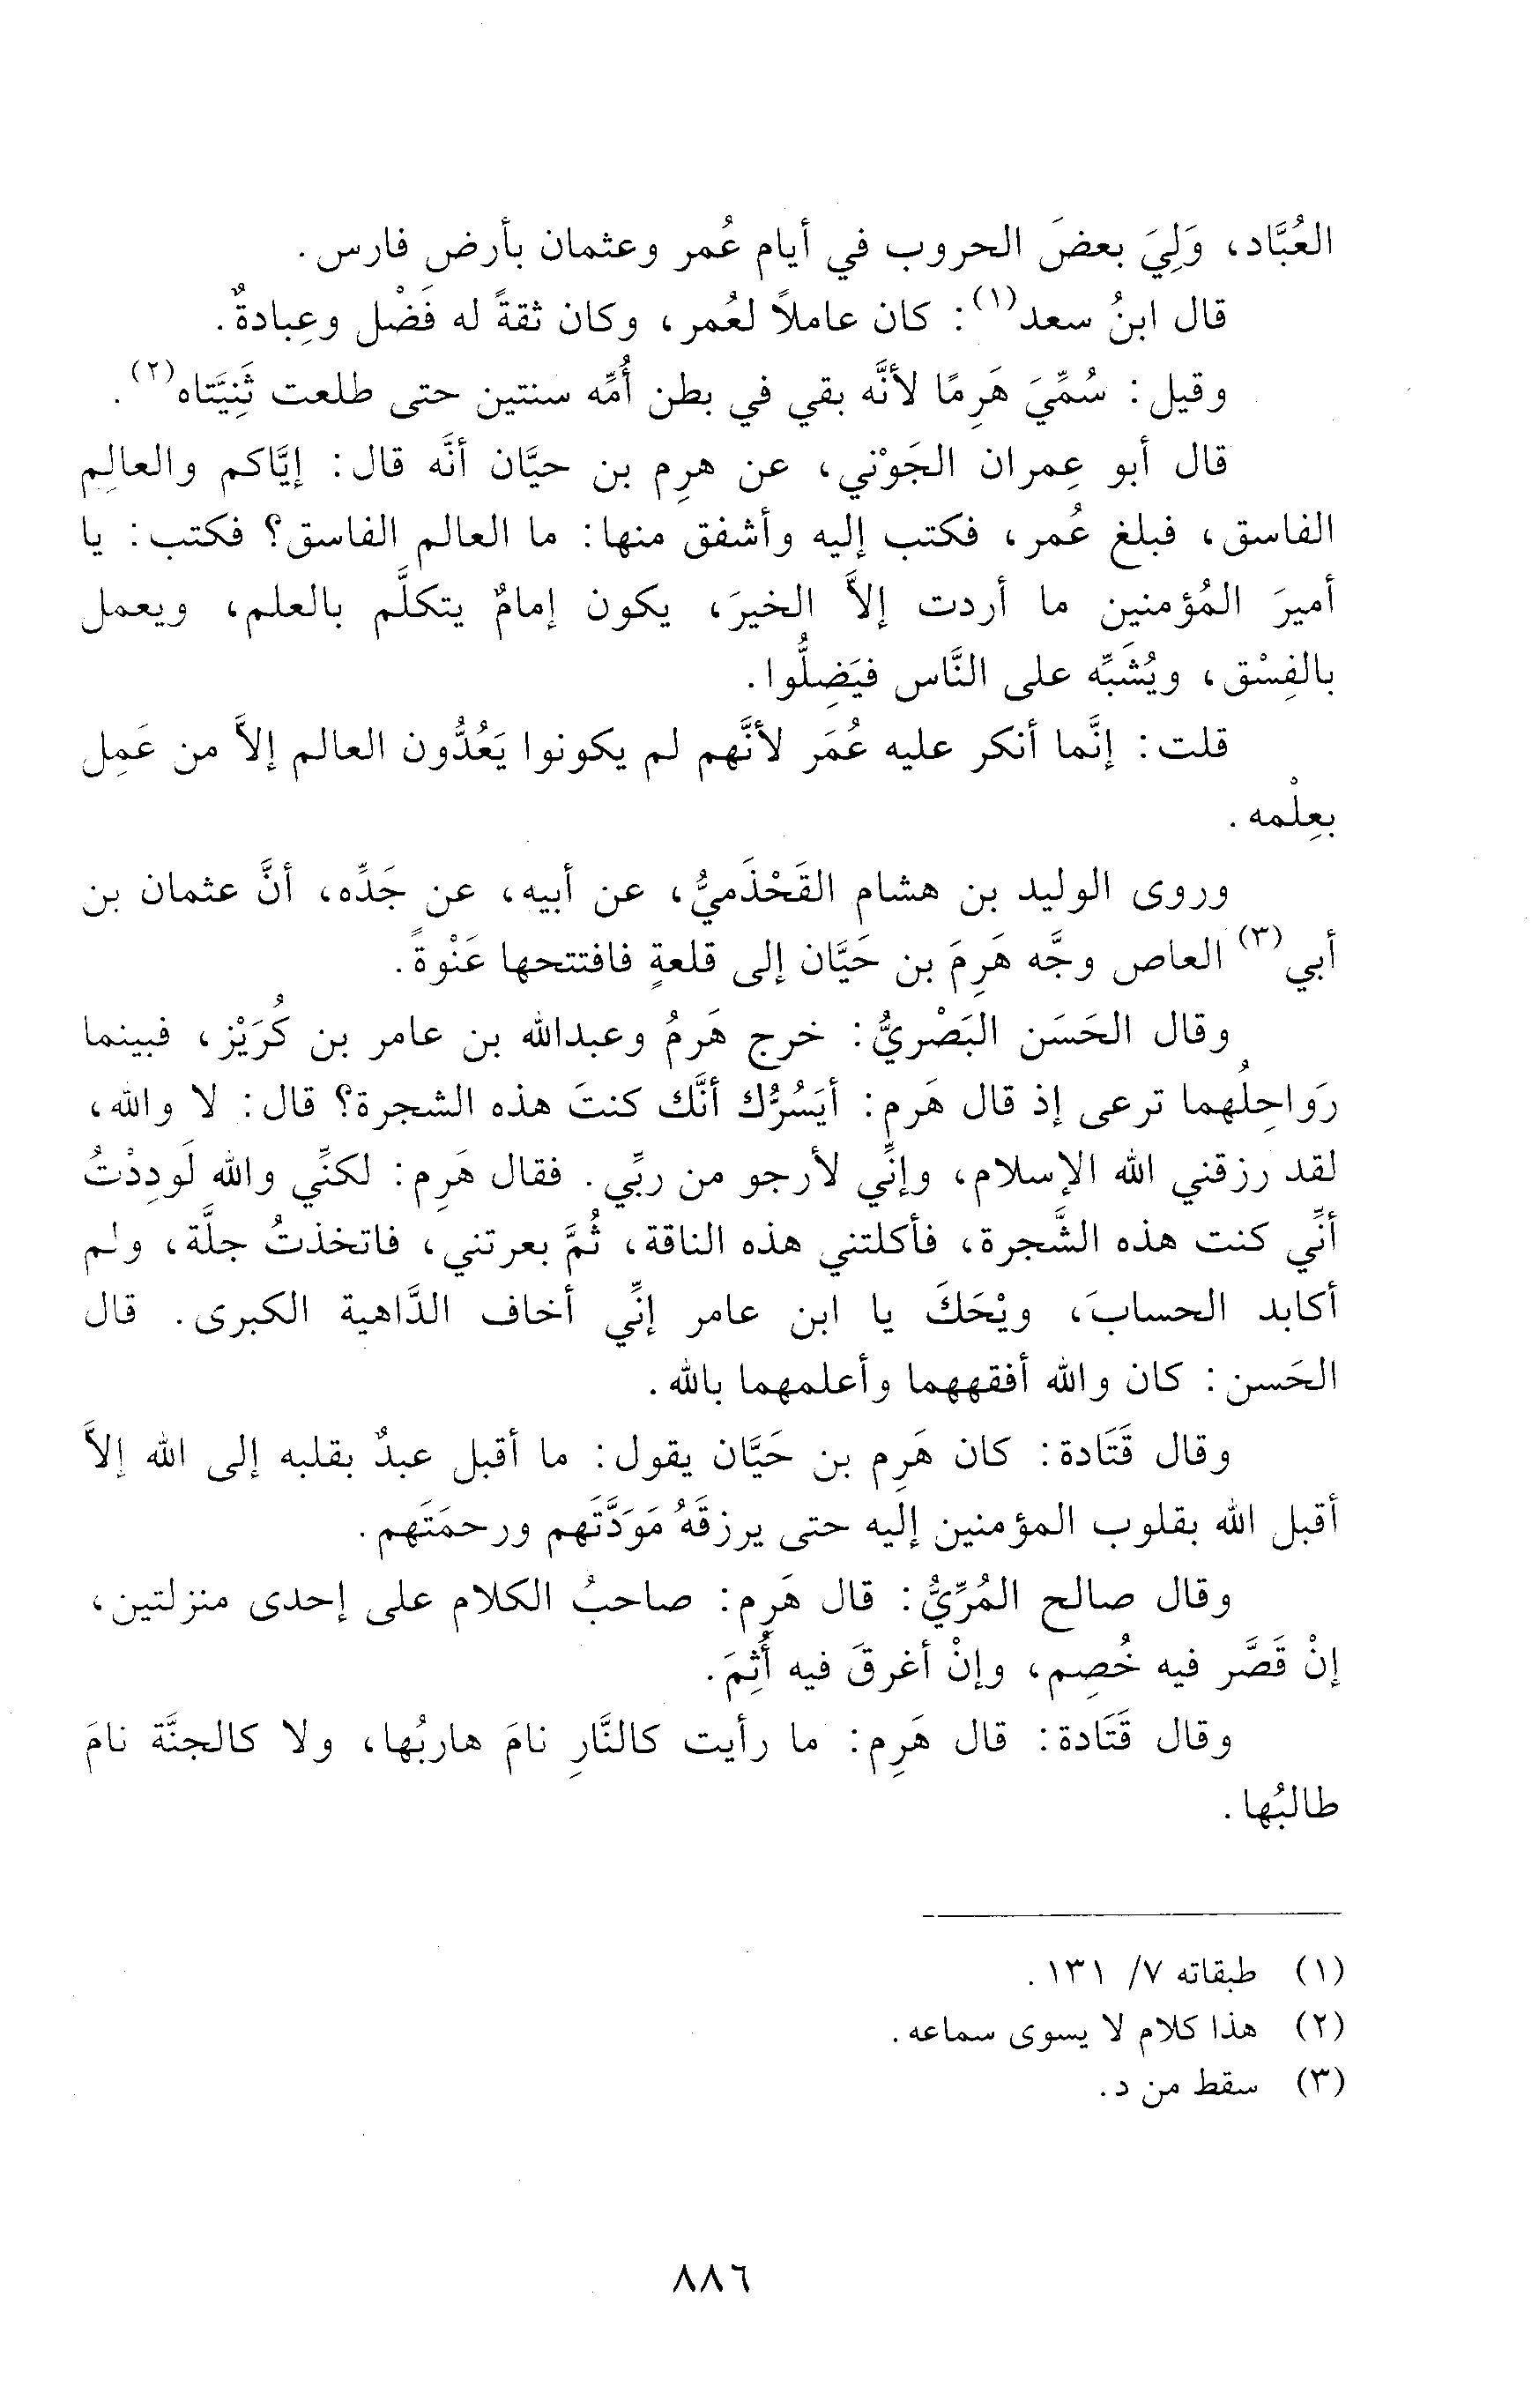 العُبَّاد، وَلِيَ بعضَ الحروب في أيام عُمر وعثمان بأرض فارس.
قال ابنُ سعد(١): كان عاملاً لعُمر، وكان ثقةً له فَضْل وعِبادةٌ.
وقيل: سُمِّيَ هَرِمًا لأنَّه بقي في بطن أُمِّه سنتين حتى طلعت ثَنِيَّتاه(٢).
قال أبو عِمران الجَوْني، عن هرِم بن حيَّان أنَّه قال: إيَّاكم والعالِم
الفاسق، فبلغ عُمر، فكتب إليه وأشفق منها: ما العالم الفاسق؟ فكتب: يا
أميرَ المُؤمنين ما أردت إلاَّ الخيرَ، يكون إمامٌ يتكلَّم بالعلم، ويعمل
بالفِسْق، ويُشَبِّه على النَّاس فيَضِلُّوا.
قلت: إنَّما أنكر عليه عُمَر لأنَّهم لم يكونوا يَعُدُّون العالم إلاَّ من عَمِل
بعِلْمه.
وروى الوليد بن هشام القَحْذَميُّ، عن أبيه، عن جَدِّه، أنَّ عثمان بن
أبي(٣) العاص وجَّه هَرِمَ بن حَيَّان إلى قلعةٍ فافتتحها عَنْوةً.
وقال الحَسَن البَصْريُّ: خرج هَرمُ وعبدالله بن عامر بن كُرَيْز، فبينما
رَواحِلُهما ترعى إذ قال هَرم: أيَسُرُّك أنَّك كنتَ هذه الشجرة؟ قال: لا والله،
لقد رزقني الله الإسلام، وإنِّي لأرجو من ربِّي. فقال هَرِم: لكنِّي والله لَودِدْتُ
أنِّي كنت هذه الشَّجرة، فأكلتني هذه الناقة، ثُمَّ بعرتني، فاتخذتُ جلَّة، ولم
أكابد الحسابَ، ويْحَكَ يا ابن عامر إنِّي أخاف الدَّاهية الكبرى. قال
الحَسن: كان والله أفقههما وأعلمهما بالله.
وقال قَتَادة: كان هَرِم بن حَيَّان يقول: ما أقبل عبدٌ بقلبه إلى الله إلاَّ
أقبل الله بقلوب المؤمنين إليه حتى يرزقَهُ مَوَدَّتَهم ورحمَتَهم.
وقال صالح المُرِّيُّ: قال هَرِم: صاحبُ الكلام على إحدى منزلتين،
إنْ قَصَّر فيه خُصِم، وإنْ أغرقَ فيه أُثِمَ.
وقال قَتَادة: قال هَرِم: ما رأيت كالنَّارِ نامَ هاربُها، ولا كالجنَّة نامَ
طالبُها.
(١) طبقاته ٧/ ١٣١.
(٢) هذا كلام لا يسوى سماعه.
(٣) سقط من د.
٨٨٦